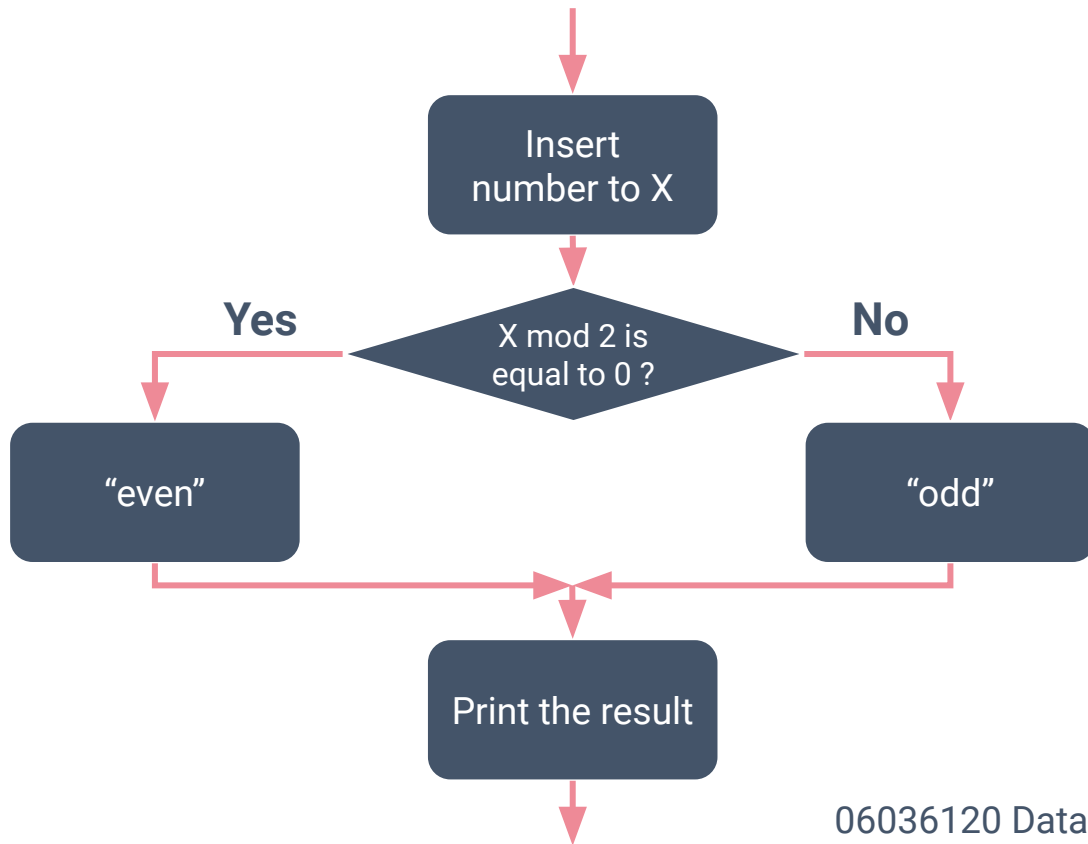 Insert
number to X
Yes
X mod 2 is
equal to 0 ?
No
“even”
“odd”
Print the result
06036120 Data